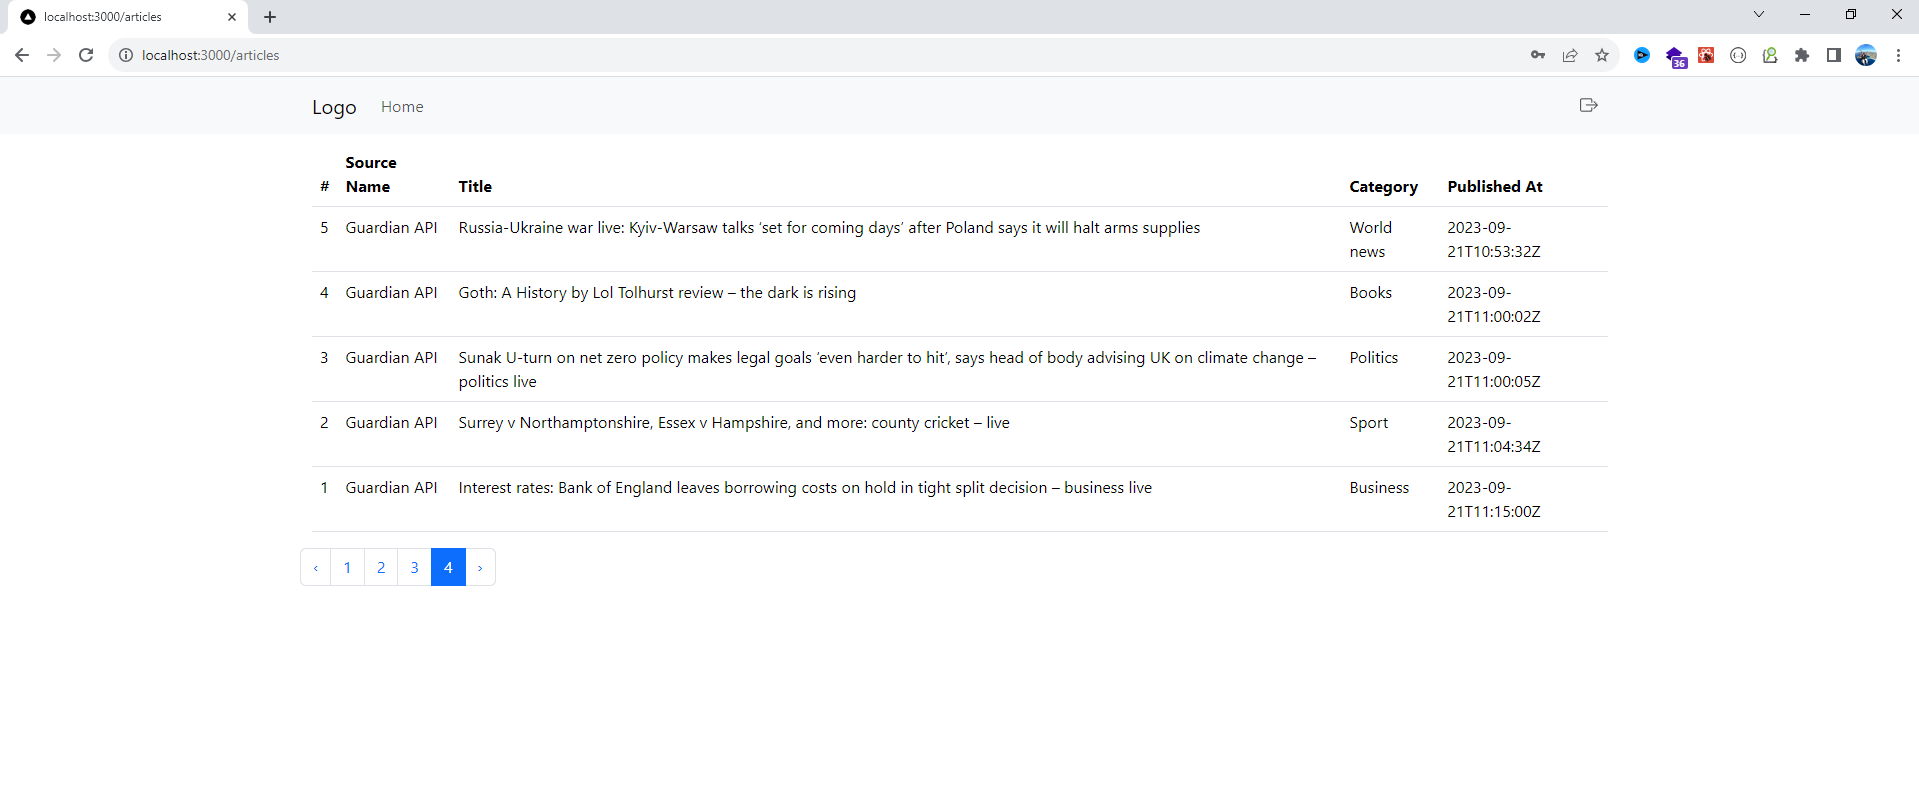 localhost:3000/articles
localhost:3000/articles
36
Logo Home
# Source Name Title Category Published At
5 Guardian API Russia-Ukraine war live: Kyiv-Warsaw talks ‘set for coming days’ after Poland says it will halt arms supplies World news 2023-09-21T10:53:32Z
4 Guardian API Goth: A History by Lol Tolhurst review – the dark is rising Books 2023-09-21T11:00:02Z
3 Guardian API Sunak U-turn on net zero policy makes legal goals ‘even harder to hit’, says head of body advising UK on climate change – politics live Politics 2023-09-21T11:00:05Z
2 Guardian API Surrey v Northamptonshire, Essex v Hampshire, and more: county cricket – live Sport 2023-09-21T11:04:34Z
1 Guardian API Interest rates: Bank of England leaves borrowing costs on hold in tight split decision – business live Business 2023-09-21T11:15:00Z
‹ 1 2 3 4 ›